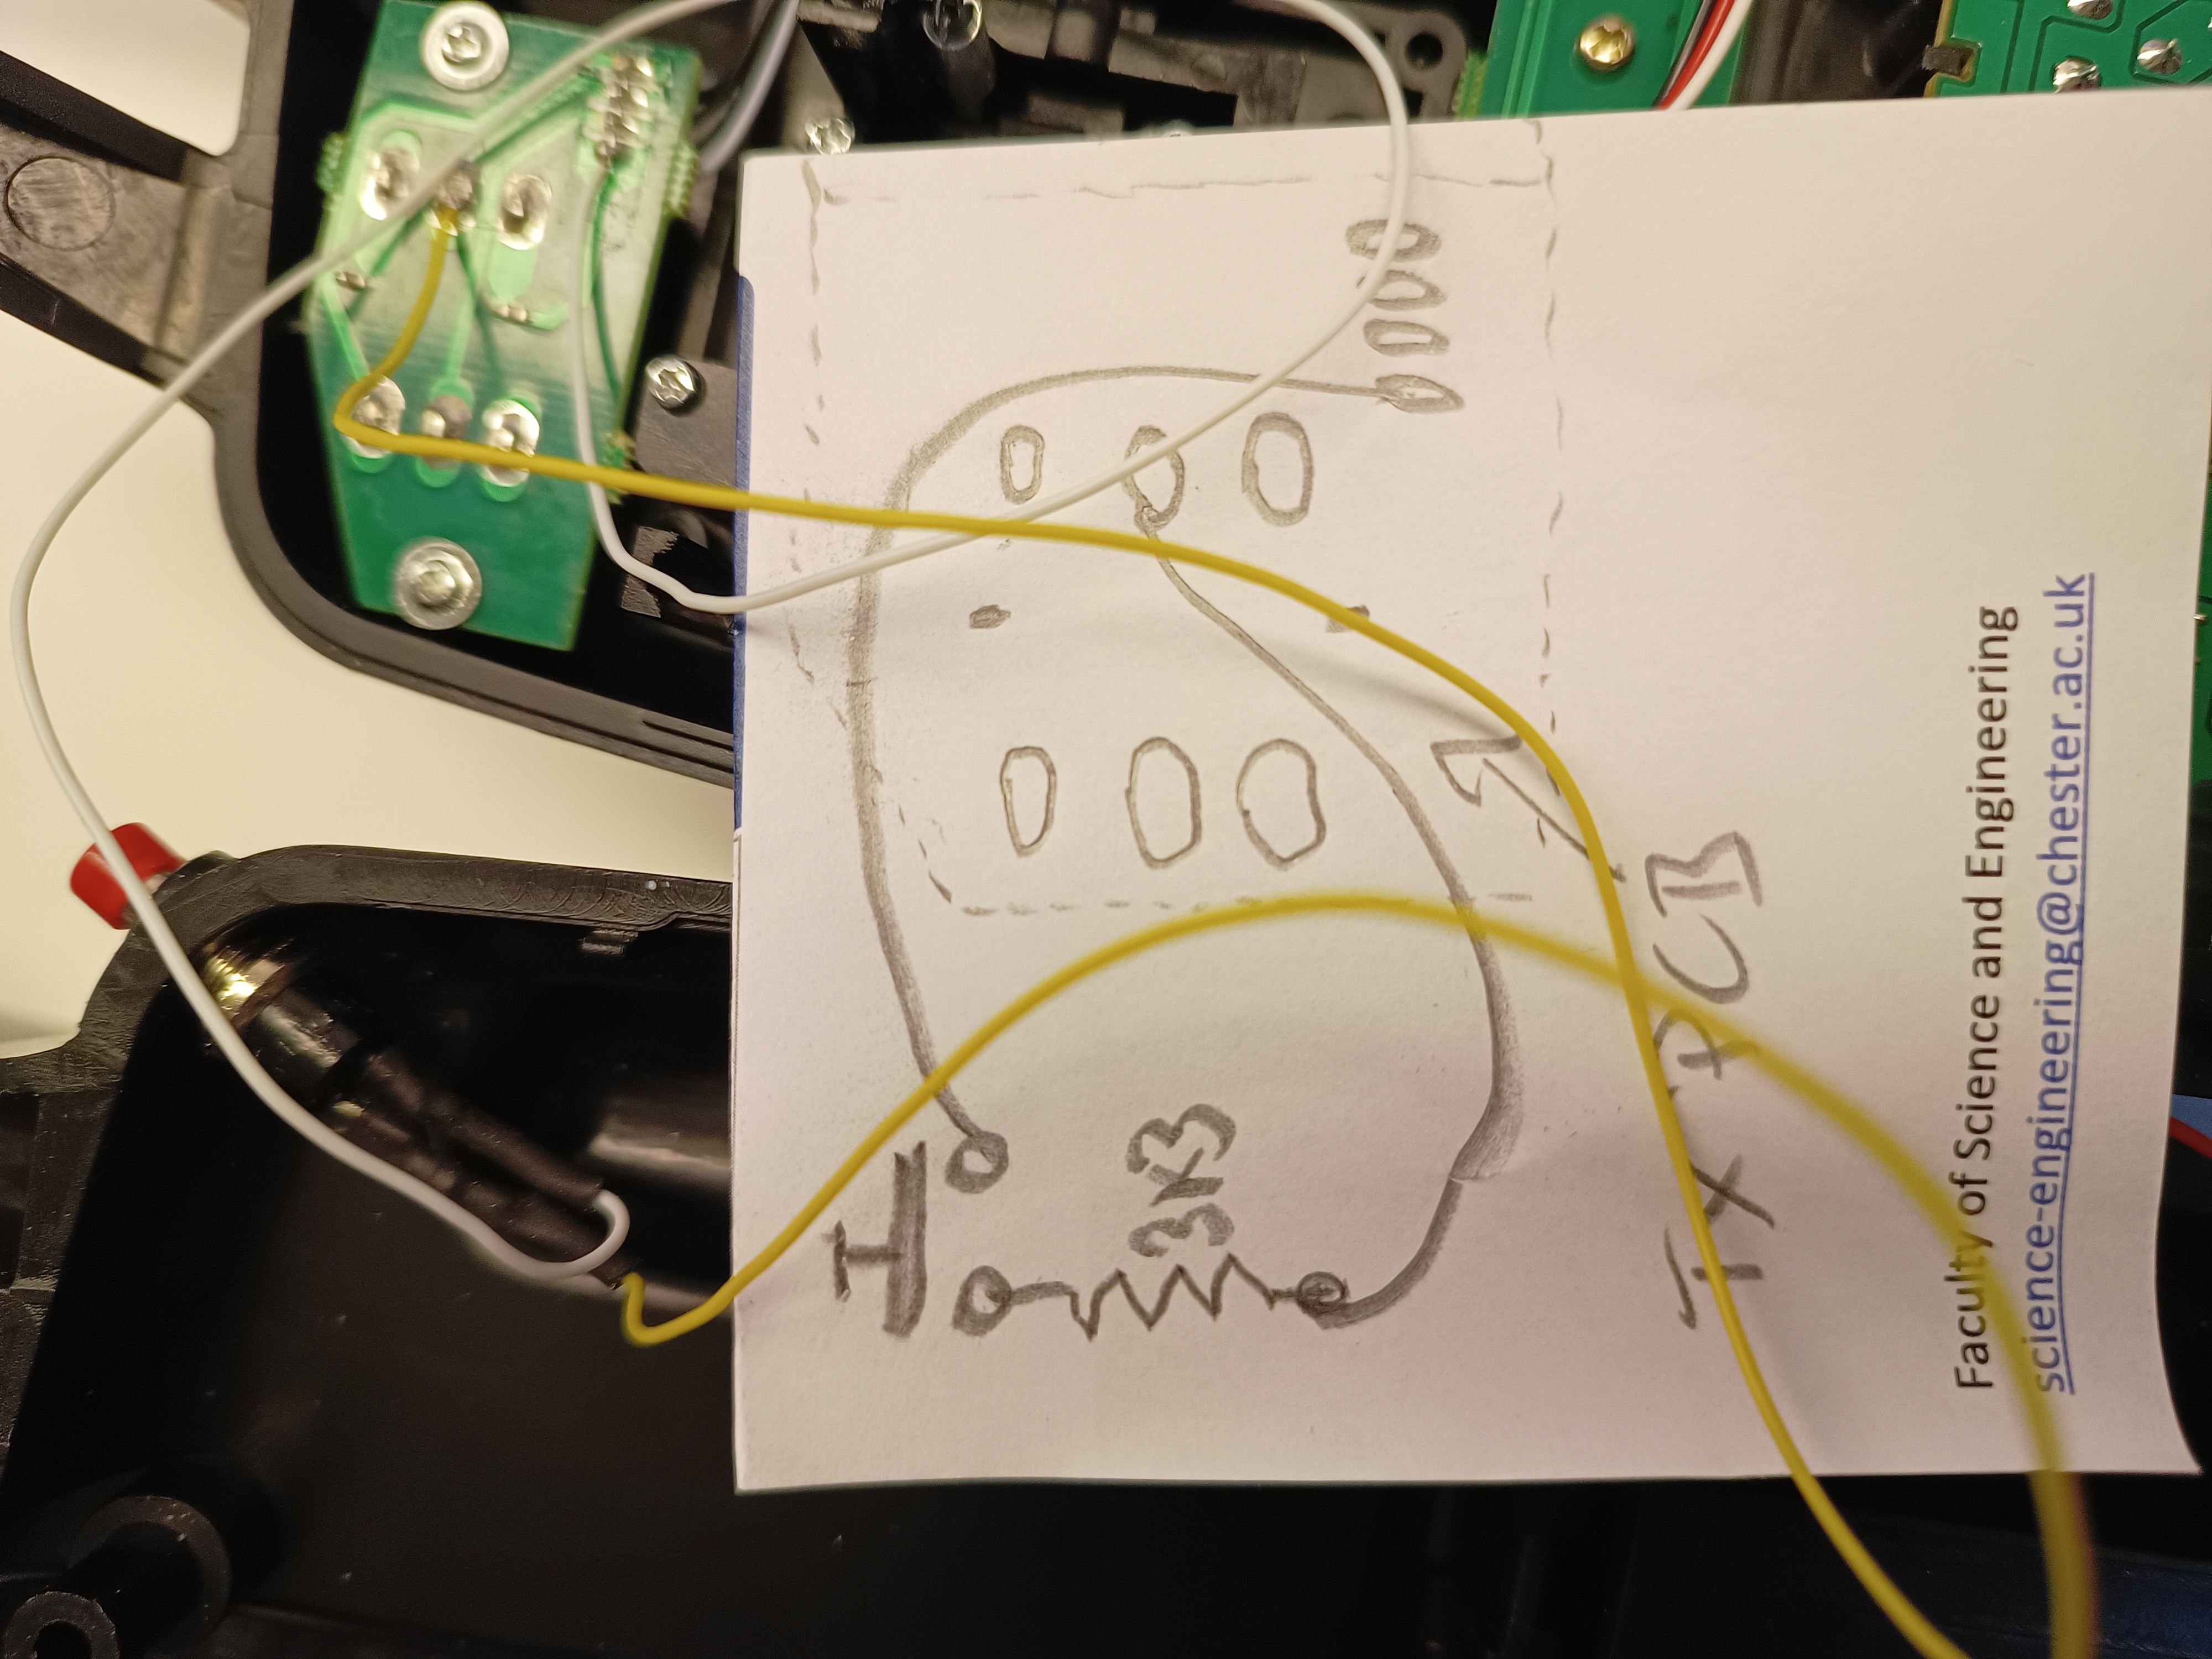 3K3
Tx PCB
Faculty of Science and Engineering
science-engineering@chester.ac.uk